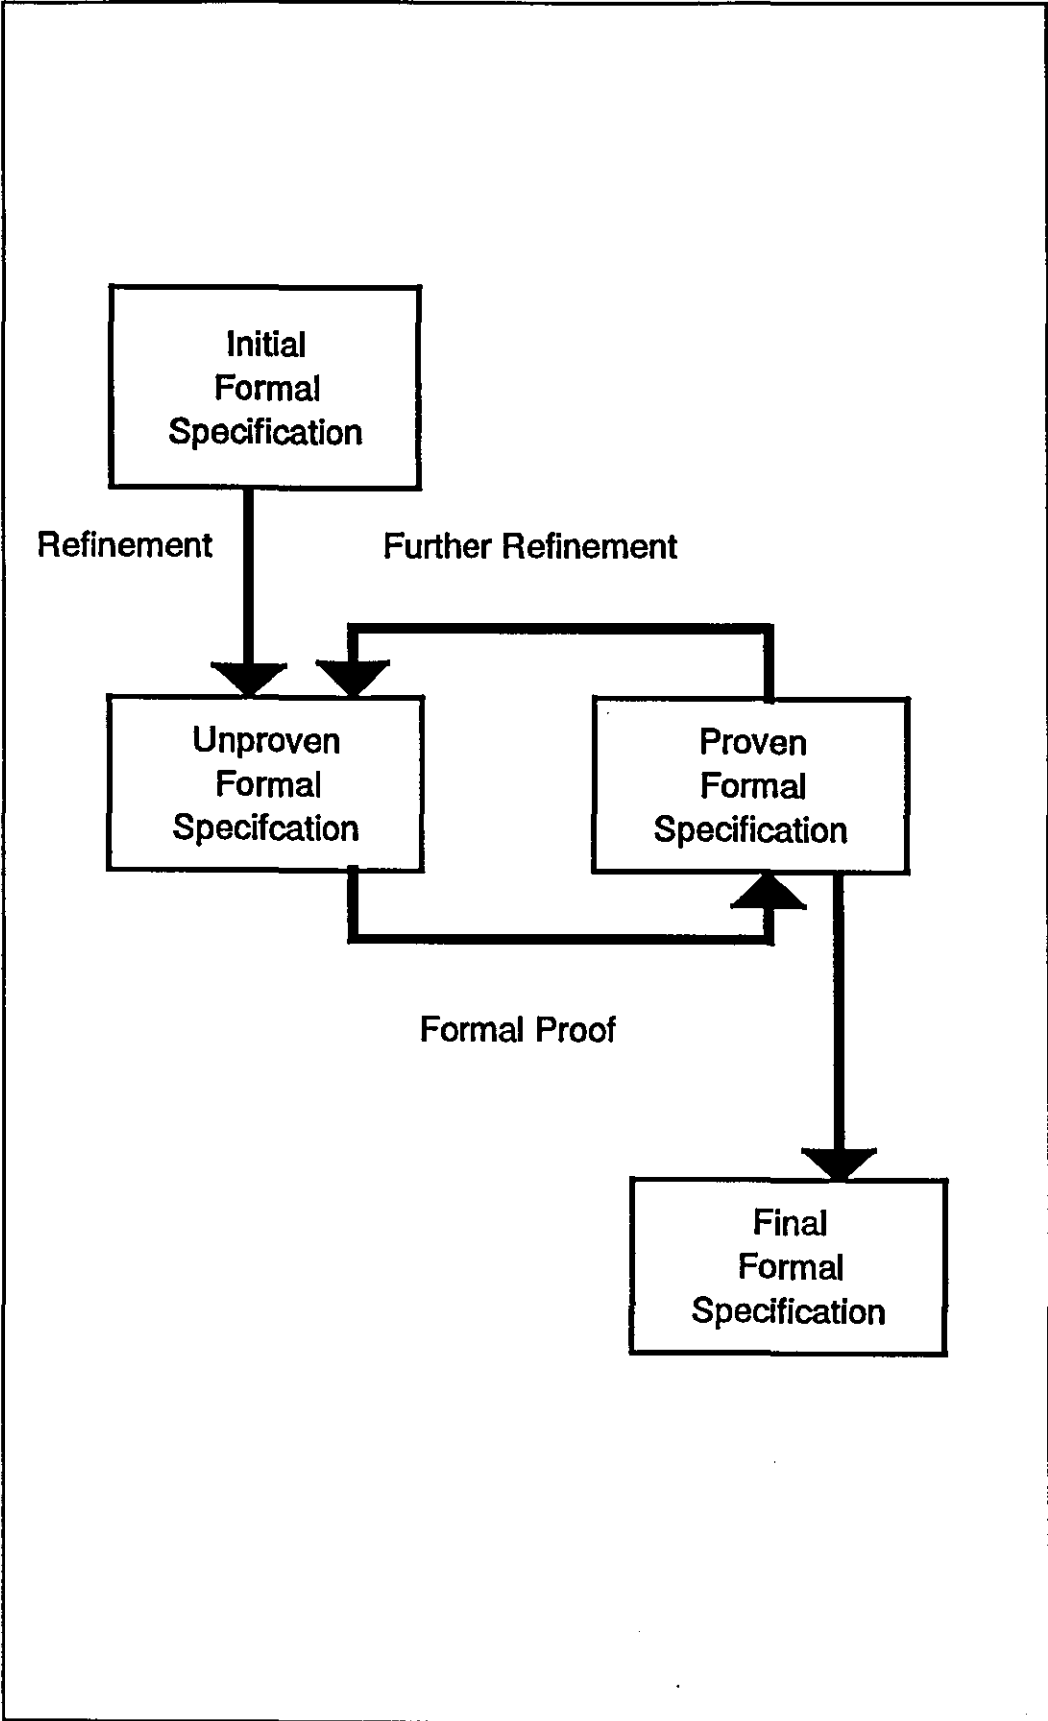 Initial
Formal
Specification
Refinement
Further Refinement
Unproven
Formal
Specifcation
Proven
Formal
Specification
Formal Proof
Final
Formal
Specification